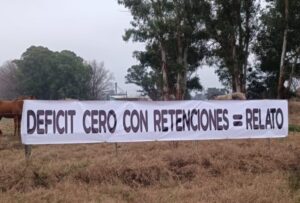 DEFICIT CERO CON RETENCIONES = RELATO